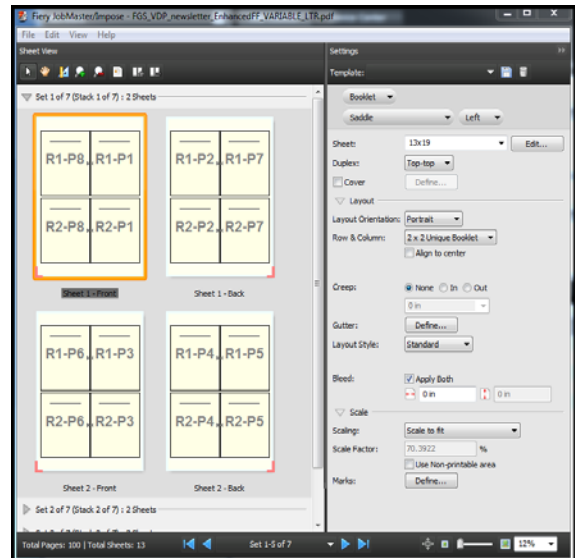 Fiery JobMaster/Impose - FGS_VDP_newsletter_EnhancedFF_VARIABLE_LTR.pdf
File Edit View Help
Sheet View
Settings
Template:
Set 1 of 7 (Stack 1 of 7) : 2 Sheets
Booklet
Saddle Left
R1-P8 R1-P1 R1-P2 R1-P7
R2-P8 R2-P1 R2-P2 R2-P7
Sheet 1 - Front Sheet 1 - Back
R1-P6 R1-P3 R1-P4 R1-P5
R2-P6 R2-P3 R2-P4 R2-P5
Sheet 2 - Front Sheet 2 - Back
Set 2 of 7 (Stack 2 of 7) : 2 Sheets
Sheet: 13x19 Edit...
Duplex: Top-top
Cover Define...
Layout
Layout Orientation: Portrait
Row & Column: 2 x 2 Unique Booklet
Align to center
Creep: None In Out
0 in
Gutter: Define...
Layout Style: Standard
Bleed: Apply Both
0 in 0 in
Scale
Scaling: Scale to fit
Scale Factor: 70.3922 %
Use Non-printable area
Marks: Define...
Total Pages: 100 | Total Sheets: 13 Set 1-5 of 7 12%